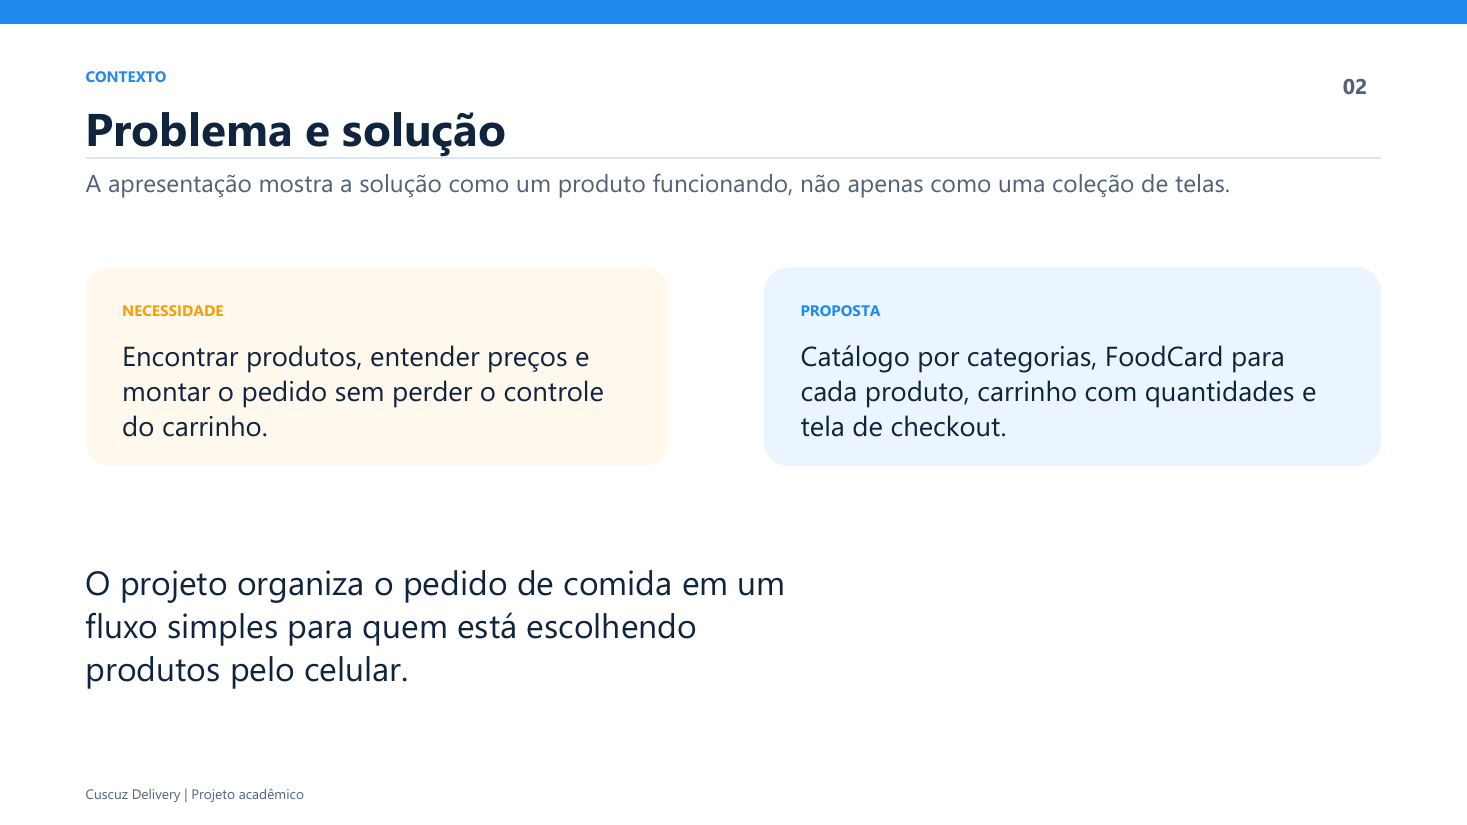 CONTEXTO
02
Problema e solução
A apresentação mostra a solução como um produto funcionando, não apenas como uma coleção de telas.
NECESSIDADE
Encontrar produtos, entender preços e
montar o pedido sem perder o controle
do carrinho.
PROPOSTA
Catálogo por categorias, FoodCard para
cada produto, carrinho com quantidades e
tela de checkout.
O projeto organiza o pedido de comida em um
fluxo simples para quem está escolhendo
produtos pelo celular.
Cuscuz Delivery | Projeto acadêmico